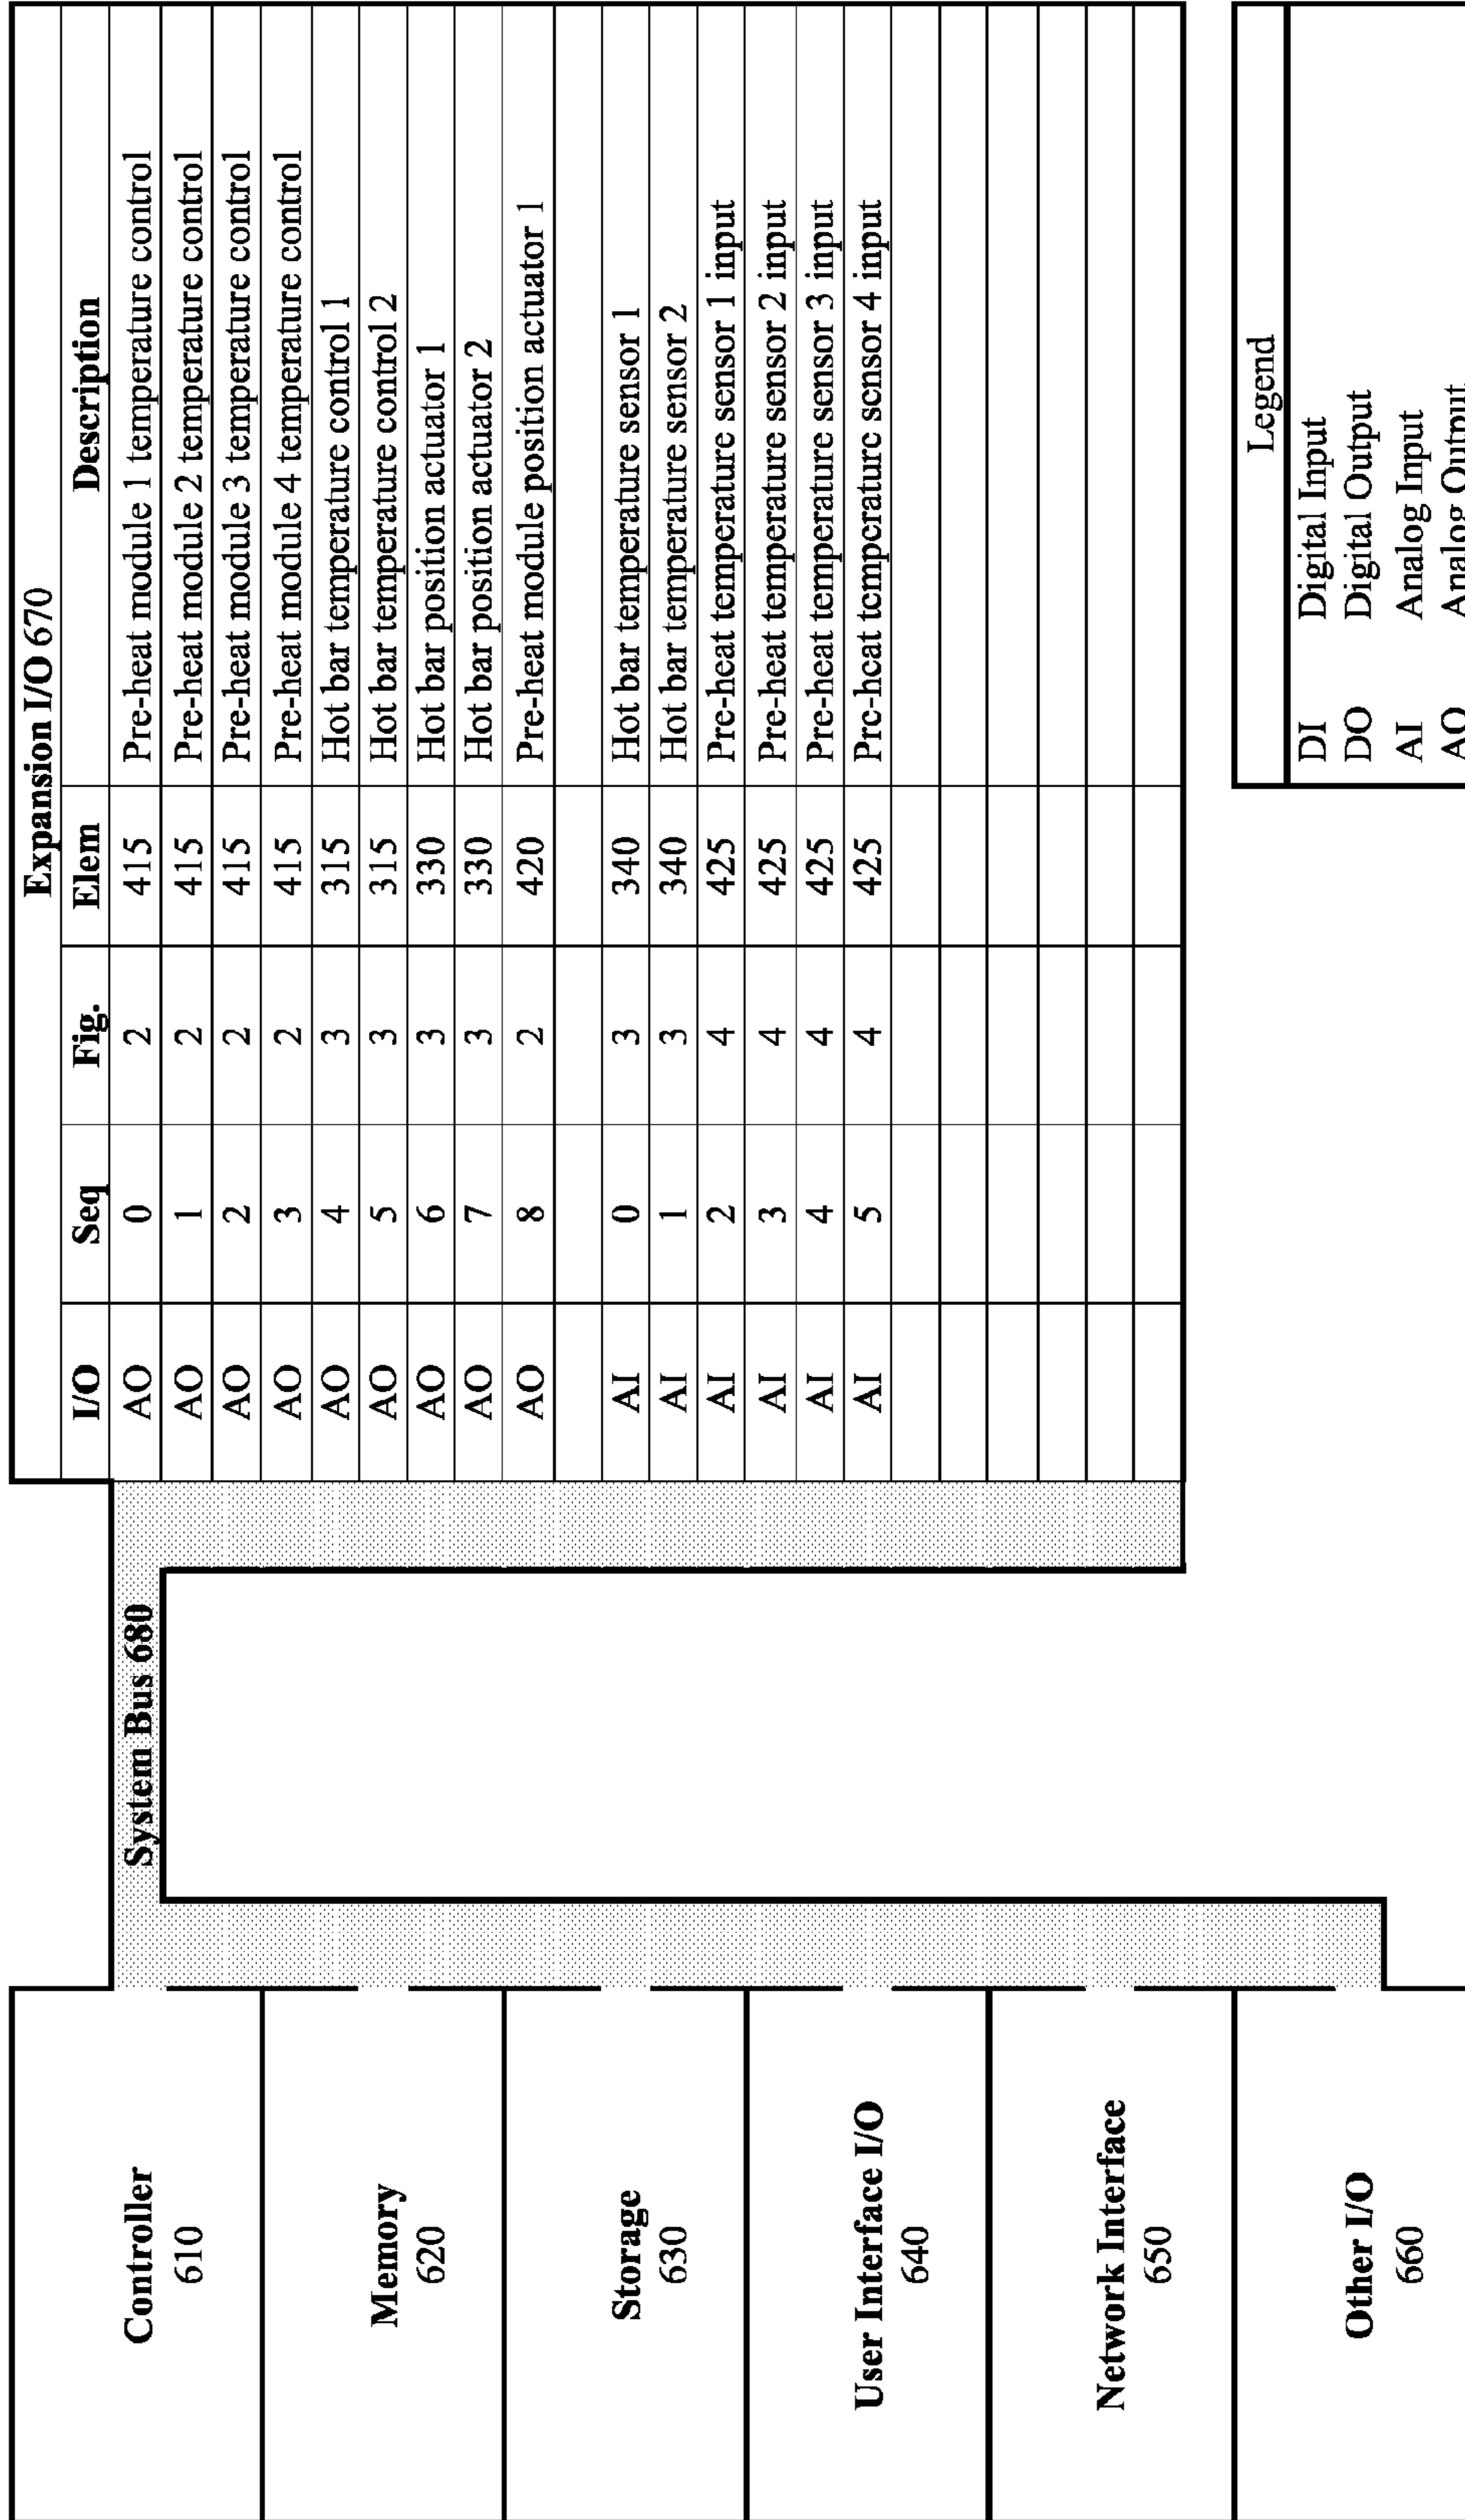 Controller
610
Memory
620
Storage
630
User Interface I/O
640
Network Interface
650
Other I/O
660
System Bus 680
Expansion I/O 670
I/O Seq Fig. Elem Description
AO 0 2 415 Pre-heat module 1 temperature control
AO 1 2 415 Pre-heat module 2 temperature control
AO 2 2 415 Pre-heat module 3 temperature control
AO 3 2 415 Pre-heat module 4 temperature control
AO 4 3 315 Hot bar temperature control 1
AO 5 3 315 Hot bar temperature control 2
AO 6 3 330 Hot bar position actuator 1
AO 7 3 330 Hot bar position actuator 2
AO 8 2 420 Pre-heat module position actuator 1
AI 0 3 340 Hot bar temperature sensor 1
AI 1 3 340 Hot bar temperature sensor 2
AI 2 4 425 Pre-heat temperature sensor 1 input
AI 3 4 425 Pre-heat temperature sensor 2 input
AI 4 4 425 Pre-heat temperature sensor 3 input
AI 5 4 425 Pre-heat temperature sensor 4 input
Legend
DI Digital Input
DO Digital Output
AI Analog Input
AO Analog Output